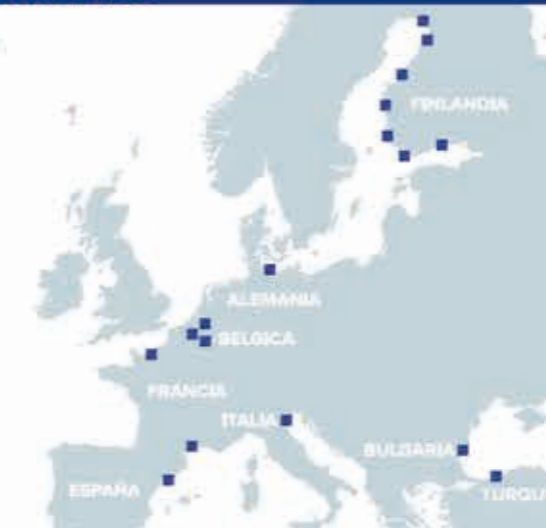 FINLANDIA
ALEMANIA
BELGICA
FRANCIA
ITALIA
BULGARIA
ESPAÑA
TURQU